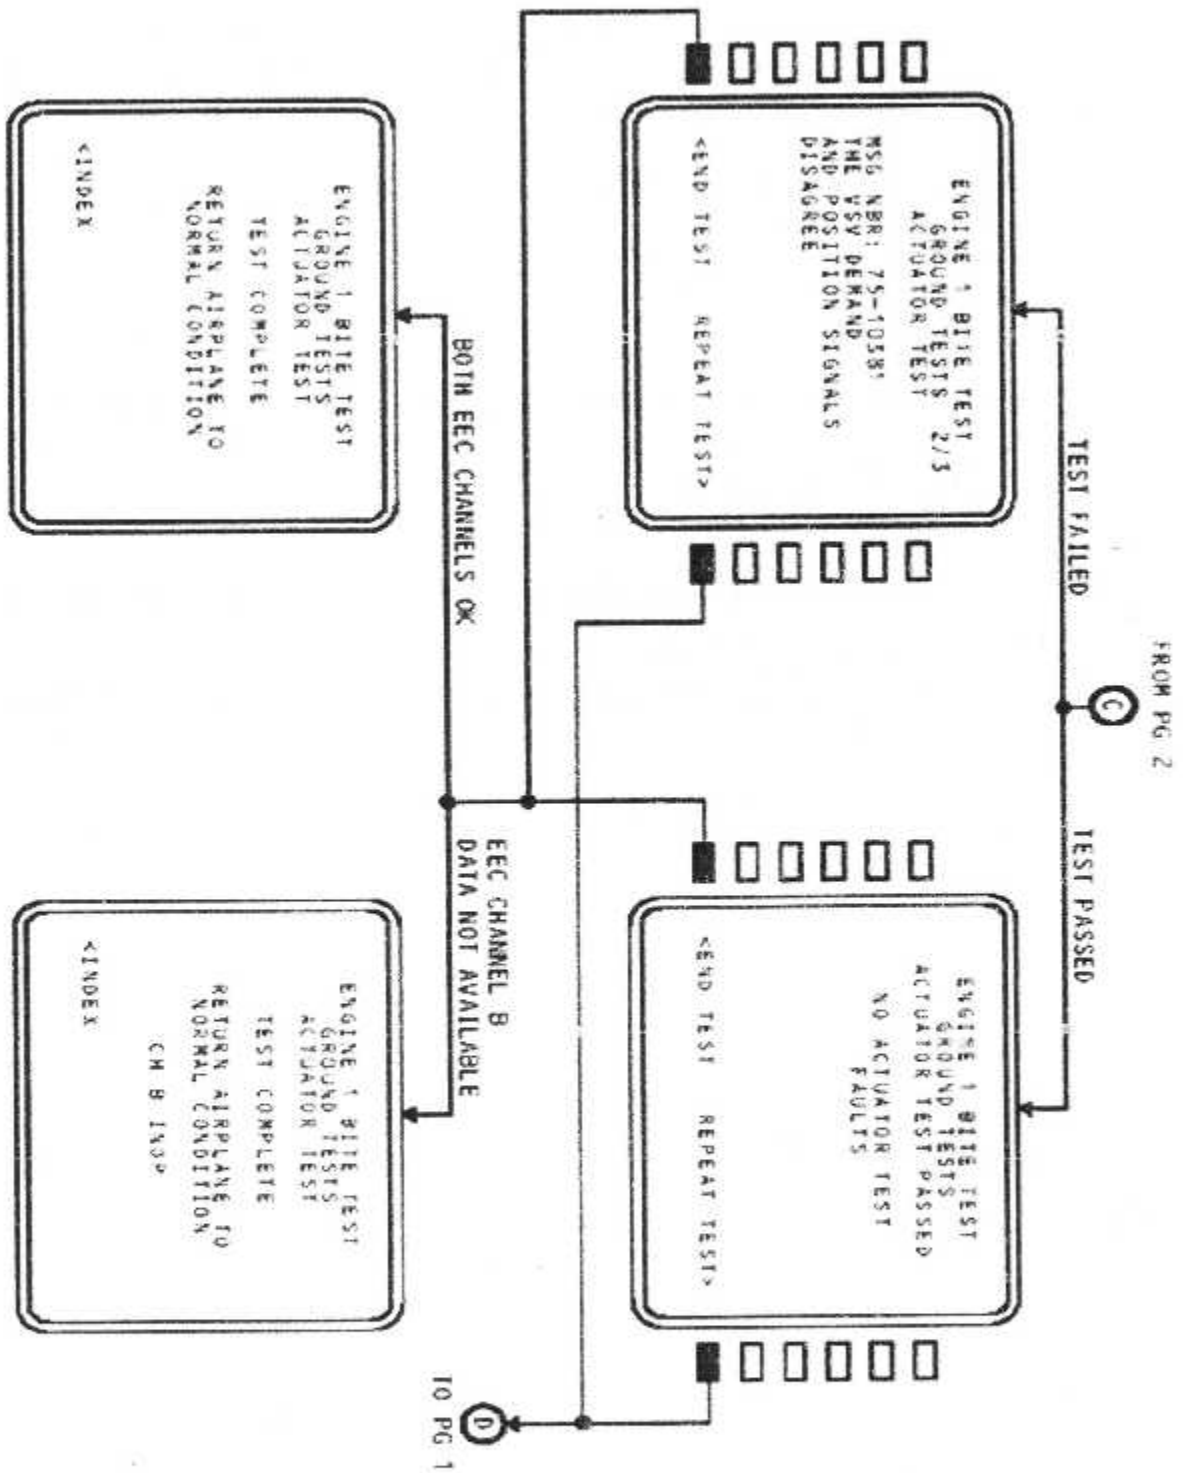 FROM PG 2
C
TEST FAILED
TEST PASSED
ENGINE 1 BITE TEST
GROUND TESTS 2/3
ACTUATOR TEST
MSG NBR: 75-10381
THE VSV DEMAND
AND POSITION SIGNALS
DISAGREE
<END TEST REPEAT TEST>
ENGINE 1 BITE TEST
GROUND TESTS
ACTUATOR TEST PASSED
NO ACTUATOR TEST
FAULTS
<END TEST REPEAT TEST>
D
TO PG 1
BOTH EEC CHANNELS OK
EEC CHANNEL B
DATA NOT AVAILABLE
ENGINE 1 BITE TEST
GROUND TESTS
ACTUATOR TEST
TEST COMPLETE
RETURN AIRPLANE TO
NORMAL CONDITION
<INDEX
ENGINE 1 BITE TEST
GROUND TESTS
ACTUATOR TEST
TEST COMPLETE
RETURN AIRPLANE TO
NORMAL CONDITION
CH B INOP
<INDEX